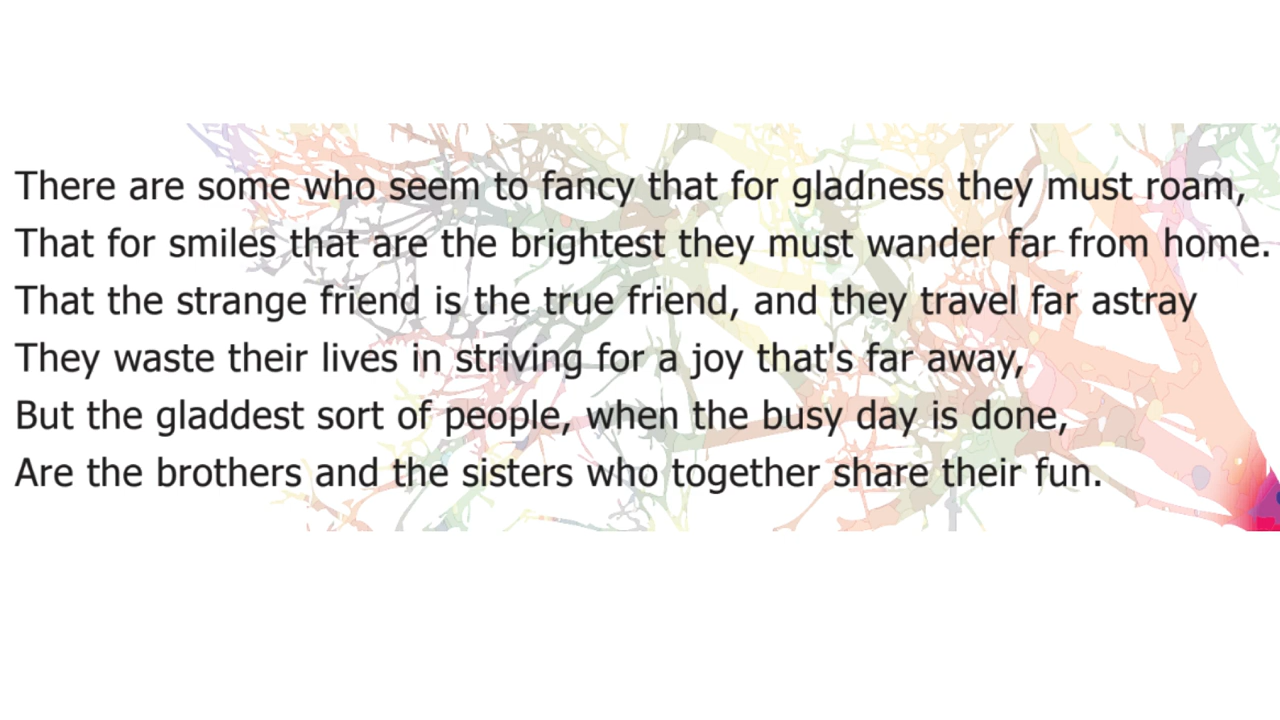 There are some who seem to fancy that for gladness they must roam,
That for smiles that are the brightest they must wander far from home.
That the strange friend is the true friend, and they travel far astray
They waste their lives in striving for a joy that's far away,
But the gladdest sort of people, when the busy day is done,
Are the brothers and the sisters who together share their fun.